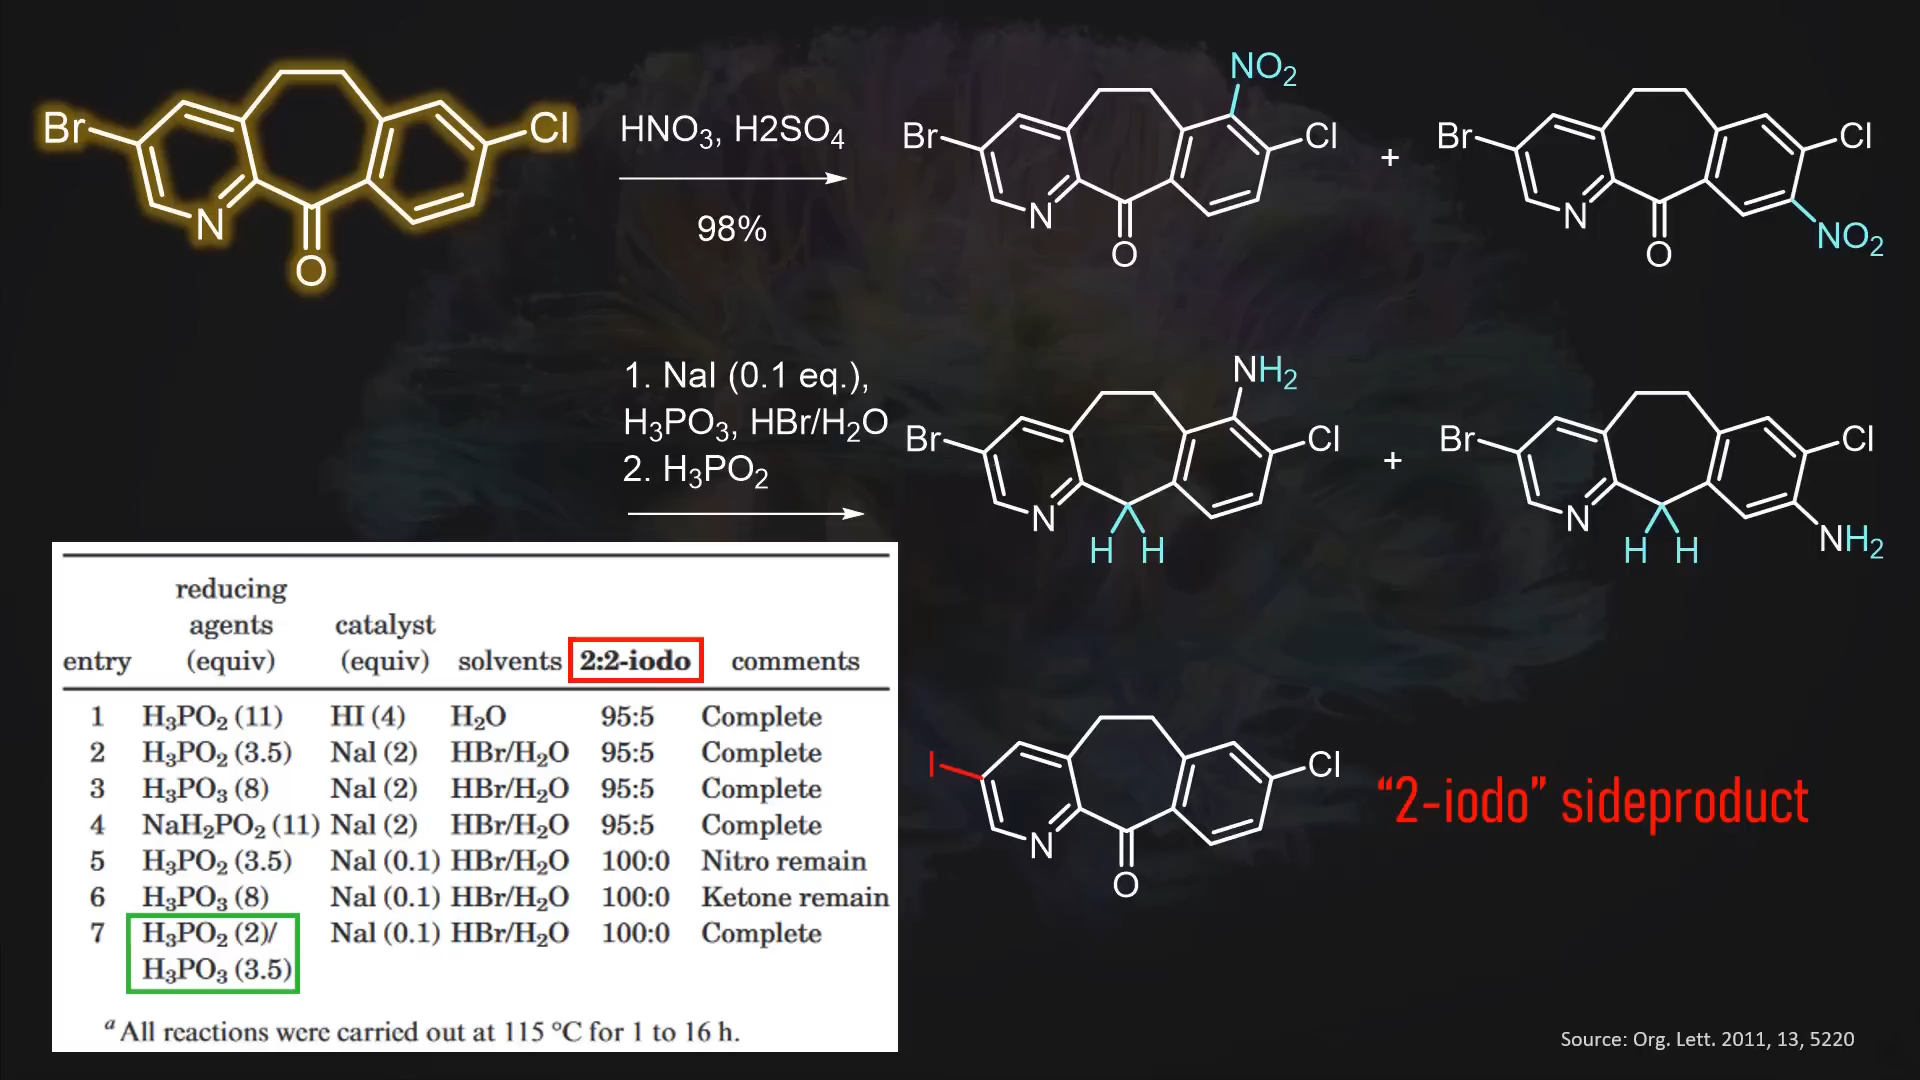 Br
Cl
N
O
HNO3, H2SO4
98%
NO2
Br
Cl
N
O
+
Br
Cl
N
O
NO2
1. NaI (0.1 eq.),
H3PO3, HBr/H2O
2. H3PO2
NH2
Br
Cl
N
H H
+
Br
Cl
N
H H
NH2
reducing
agents catalyst
entry (equiv) (equiv) solvents 2:2-iodo comments
1 H3PO2 (11) HI (4) H2O 95:5 Complete
2 H3PO2 (3.5) NaI (2) HBr/H2O 95:5 Complete
3 H3PO3 (8) NaI (2) HBr/H2O 95:5 Complete
4 NaH2PO2 (11) NaI (2) HBr/H2O 95:5 Complete
5 H3PO2 (3.5) NaI (0.1) HBr/H2O 100:0 Nitro remain
6 H3PO3 (8) NaI (0.1) HBr/H2O 100:0 Ketone remain
7 H3PO2 (2)/ NaI (0.1) HBr/H2O 100:0 Complete
H3PO3 (3.5)
a All reactions were carried out at 115 °C for 1 to 16 h.
I
Cl
N
O
“2-iodo” sideproduct
Source: Org. Lett. 2011, 13, 5220